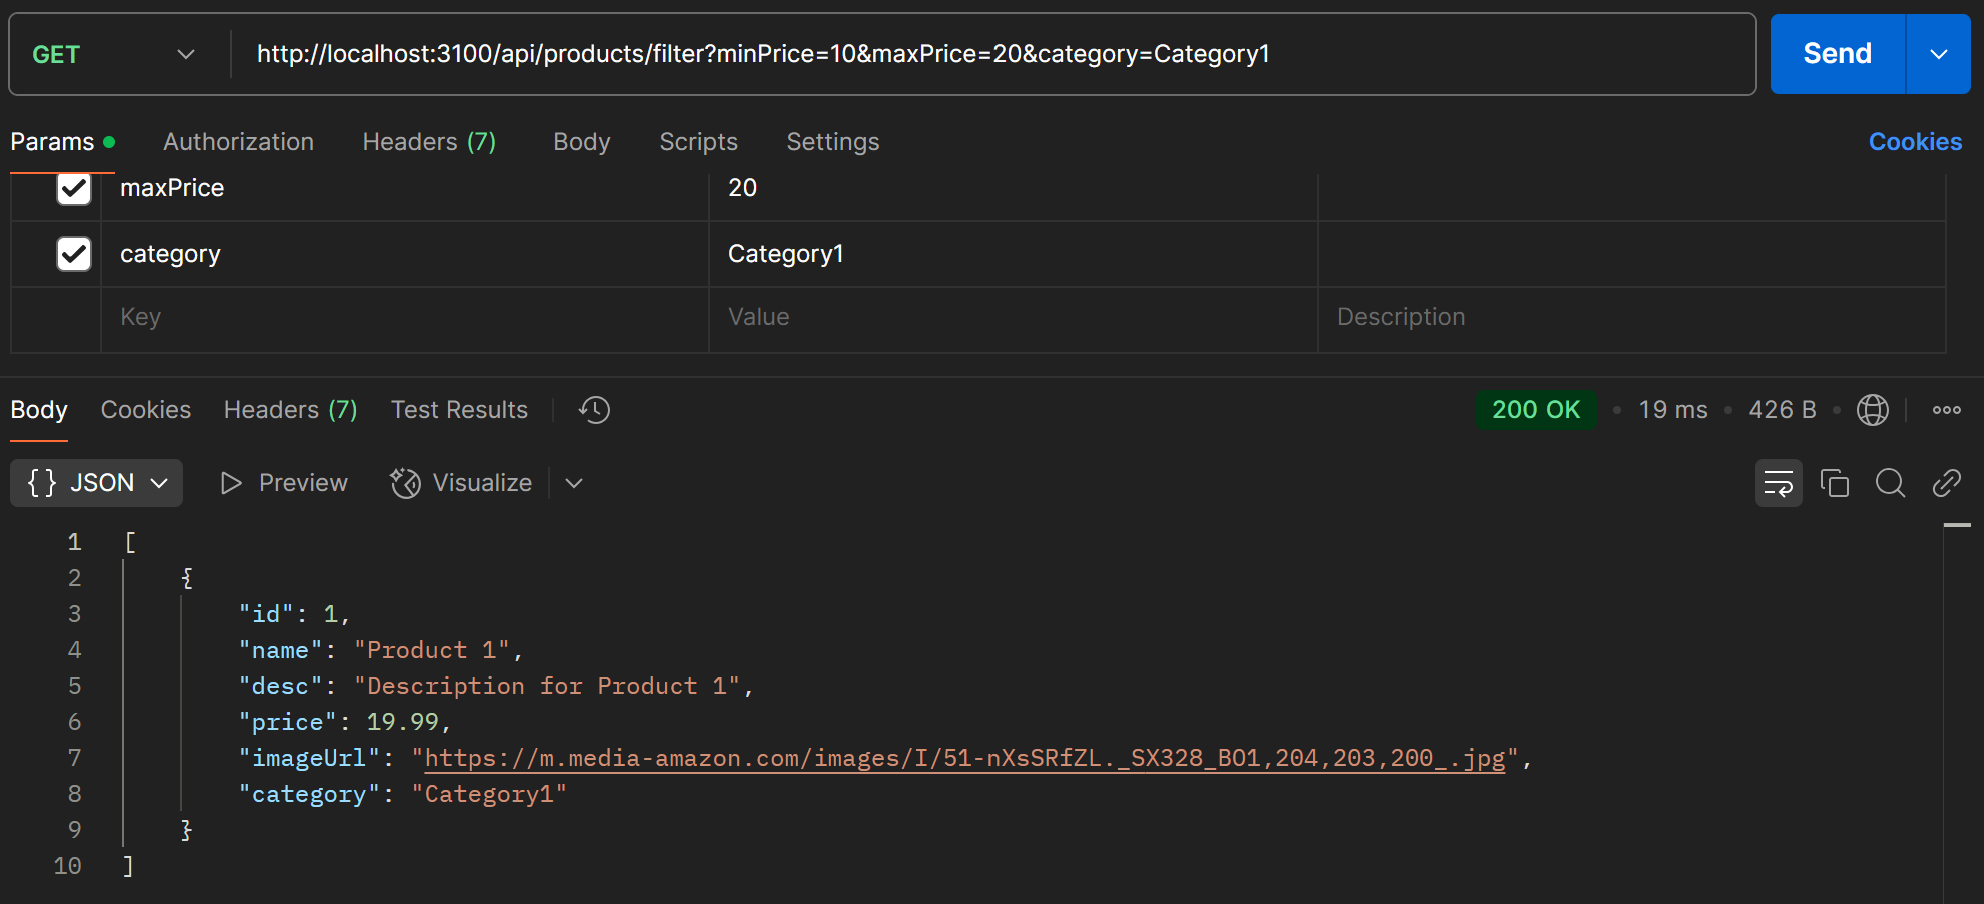 GET http://localhost:3100/api/products/filter?minPrice=10&maxPrice=20&category=Category1 Send
Params Authorization Headers (7) Body Scripts Settings Cookies
maxPrice 20
category Category1
Key Value Description
Body Cookies Headers (7) Test Results 200 OK 19 ms 426 B
{} JSON Preview Visualize
1 [
2 {
3 "id": 1,
4 "name": "Product 1",
5 "desc": "Description for Product 1",
6 "price": 19.99,
7 "imageUrl": "https://m.media-amazon.com/images/I/51-nXsSRfZL._SX328_BO1,204,203,200_.jpg",
8 "category": "Category1"
9 }
10 ]